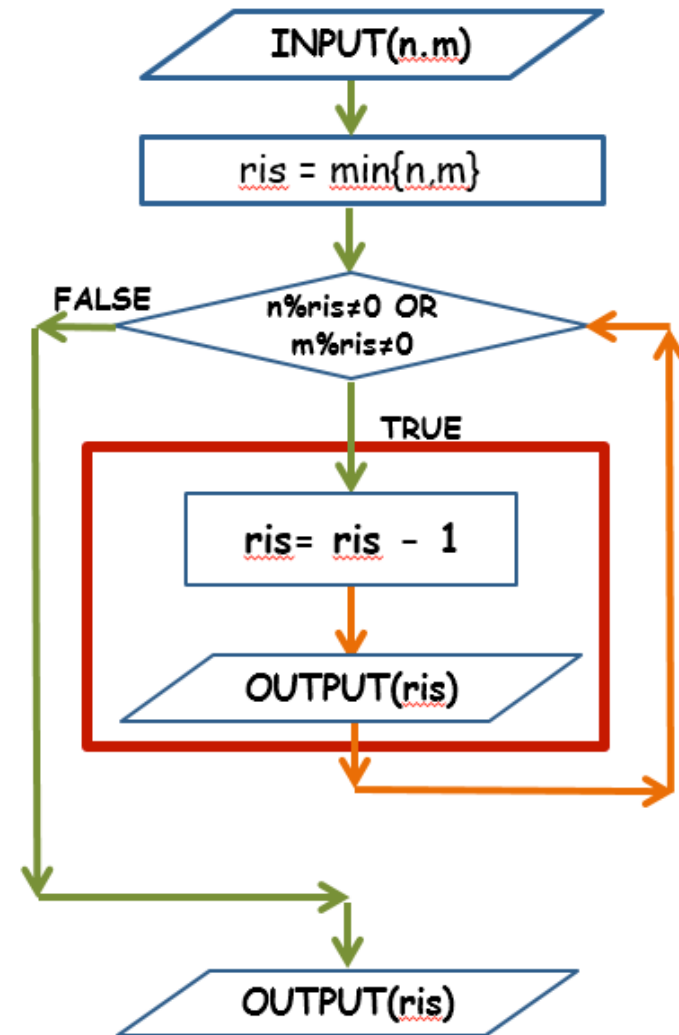 INPUT(n.m)
ris = min{n,m}
FALSE
n%ris≠0 OR
m%ris≠0
TRUE
ris= ris - 1
OUTPUT(ris)
OUTPUT(ris)